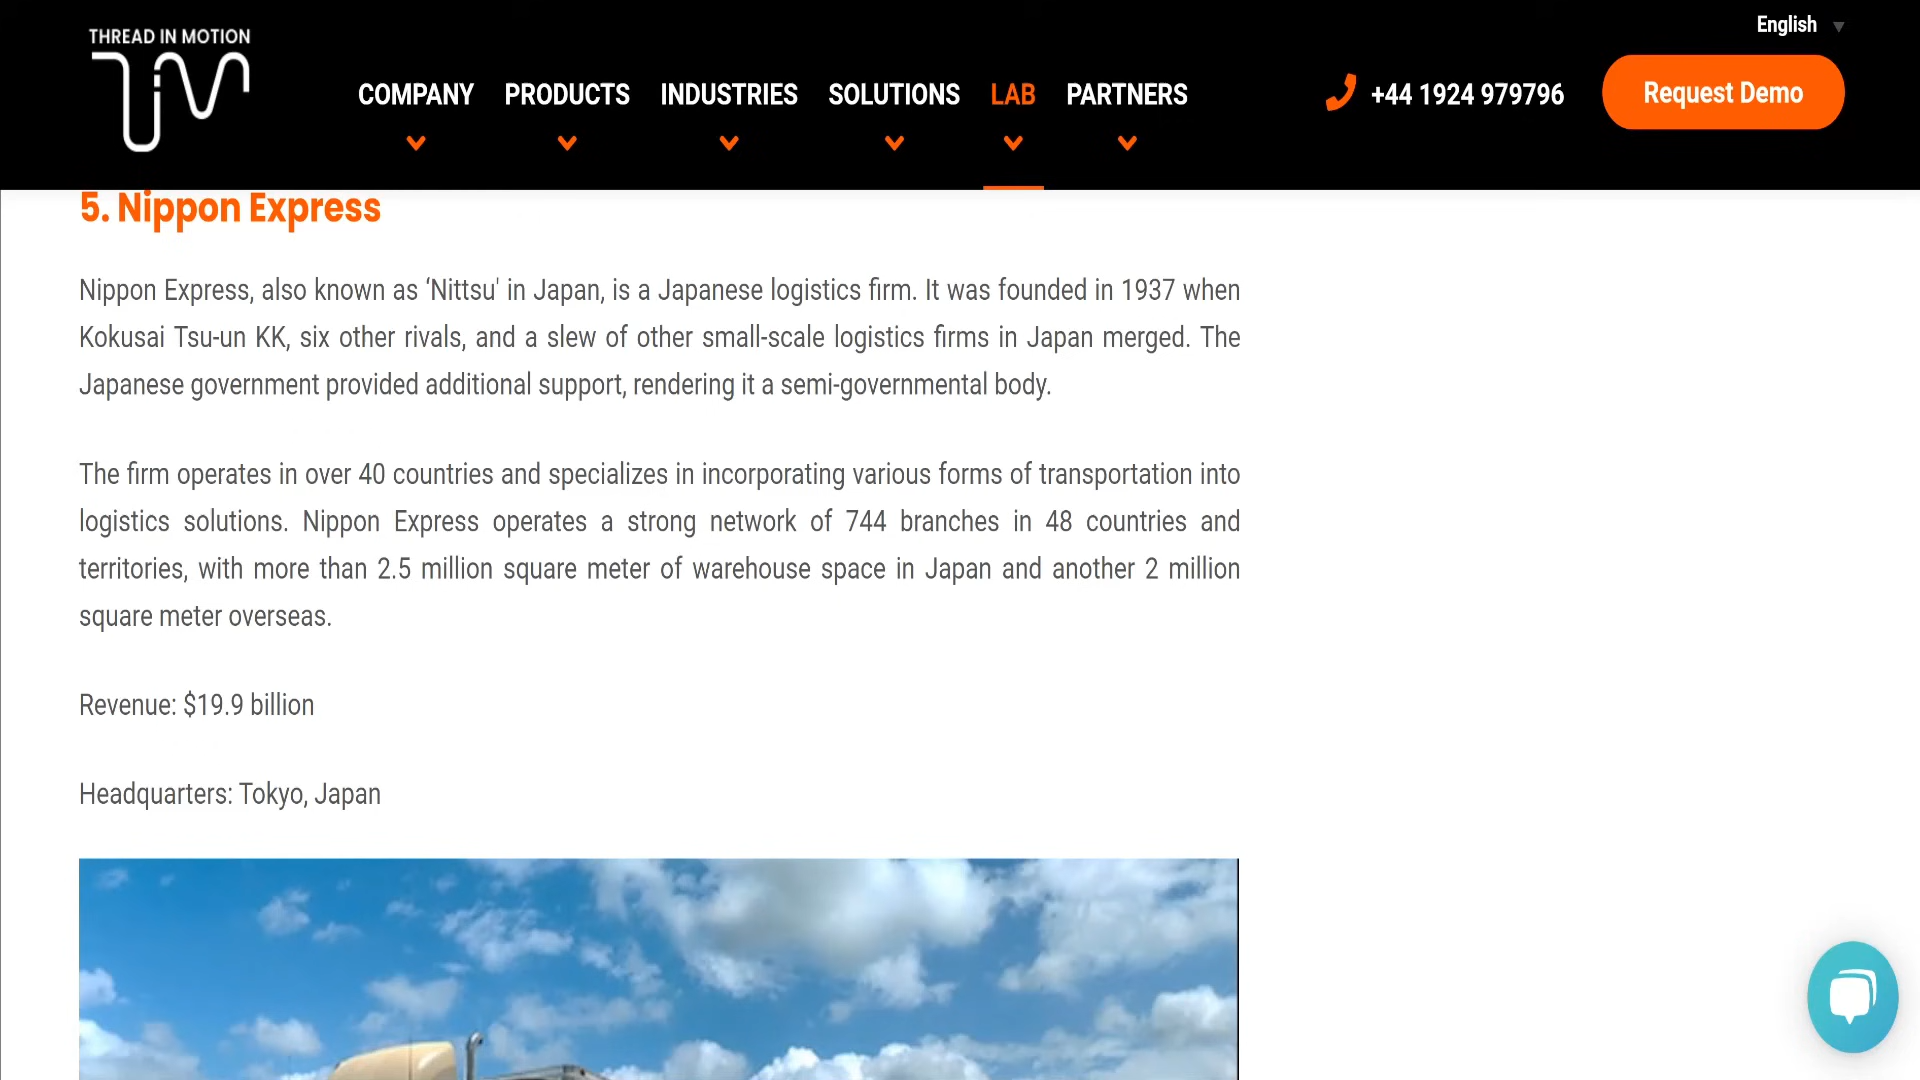 English
THREAD IN MOTION
COMPANY PRODUCTS INDUSTRIES SOLUTIONS LAB PARTNERS
+44 1924 979796
Request Demo
5. Nippon Express
Nippon Express, also known as ‘Nittsu' in Japan, is a Japanese logistics firm. It was founded in 1937 when
Kokusai Tsu-un KK, six other rivals, and a slew of other small-scale logistics firms in Japan merged. The
Japanese government provided additional support, rendering it a semi-governmental body.
The firm operates in over 40 countries and specializes in incorporating various forms of transportation into
logistics solutions. Nippon Express operates a strong network of 744 branches in 48 countries and
territories, with more than 2.5 million square meter of warehouse space in Japan and another 2 million
square meter overseas.
Revenue: $19.9 billion
Headquarters: Tokyo, Japan